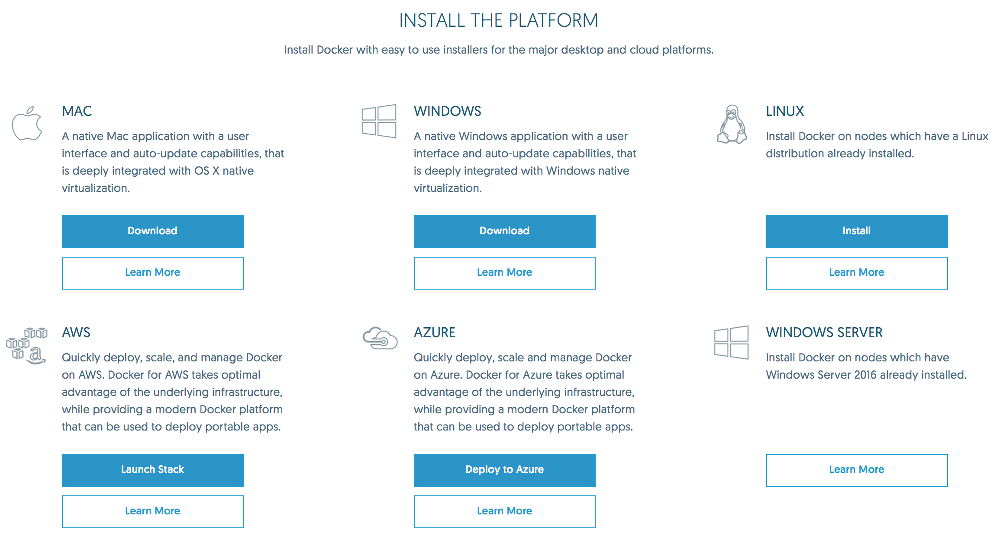 INSTALL THE PLATFORM
Install Docker with easy to use installers for the major desktop and cloud platforms.
MAC
A native Mac application with a user
interface and auto-update capabilities, that
is deeply integrated with OS X native
virtualization.
Download
Learn More
WINDOWS
A native Windows application with a user
interface and auto-update capabilities, that
is deeply integrated with Windows native
virtualization.
Download
Learn More
LINUX
Install Docker on nodes which have a Linux
distribution already installed.
Install
Learn More
AWS
Quickly deploy, scale, and manage Docker
on AWS. Docker for AWS takes optimal
advantage of the underlying infrastructure,
while providing a modern Docker platform
that can be used to deploy portable apps.
Launch Stack
Learn More
AZURE
Quickly deploy, scale and manage Docker
on Azure. Docker for Azure takes optimal
advantage of the underlying infrastructure,
while providing a modern Docker platform
that can be used to deploy portable apps.
Deploy to Azure
Learn More
WINDOWS SERVER
Install Docker on nodes which have
Windows Server 2016 already installed.
Learn More